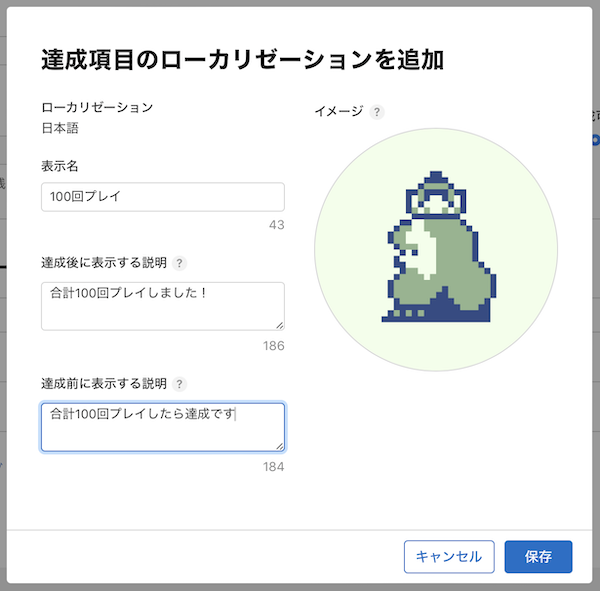 達成項目のローカリゼーションを追加
ローカリゼーション
日本語
イメージ ?
表示名
100回プレイ
43
達成後に表示する説明 ?
合計100回プレイしました！
186
達成前に表示する説明 ?
合計100回プレイしたら達成です
184
キャンセル
保存